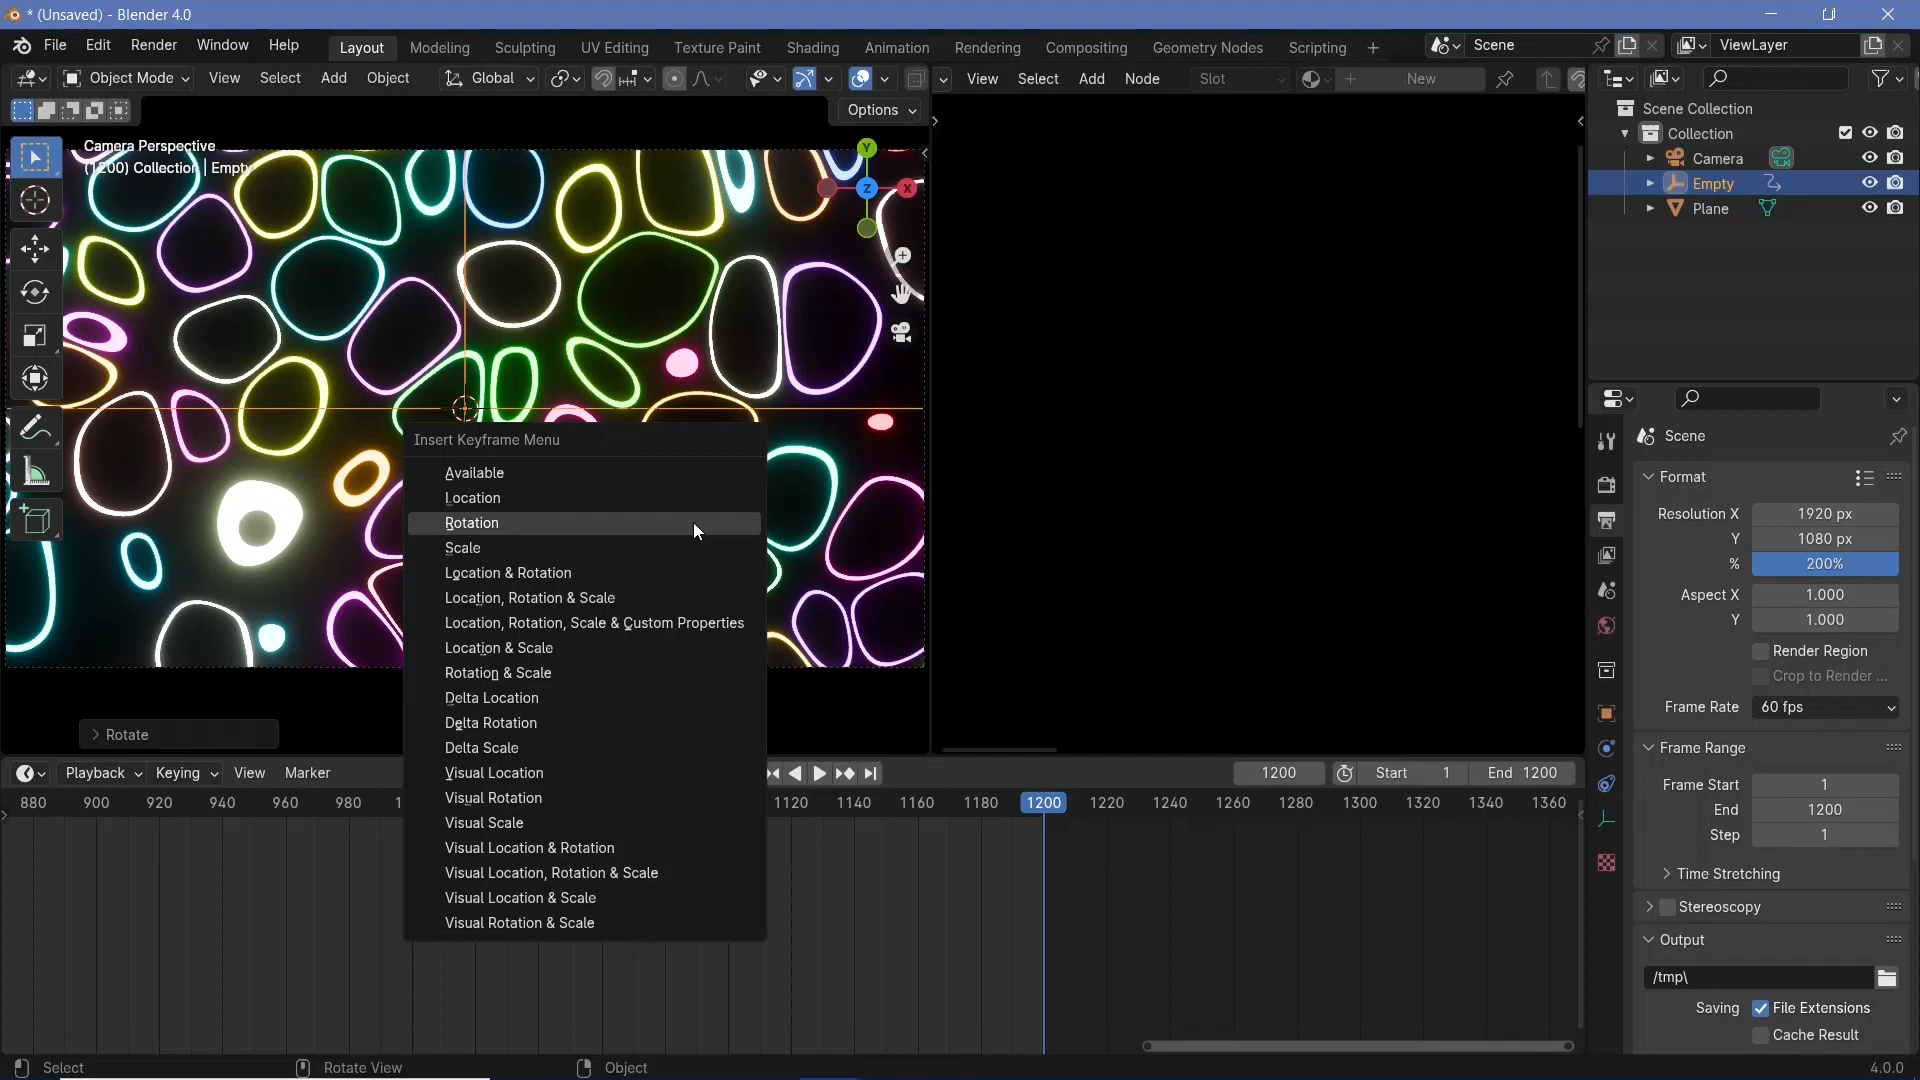 * (Unsaved) - Blender 4.0
File Edit Render Window Help Layout Modeling Sculpting UV Editing Texture Paint Shading Animation Rendering Compositing Geometry Nodes Scripting + Scene ViewLayer
Object Mode View Select Add Object Global View Select Add Node Slot New
Options
Camera Perspective
(1200) Collection | Empty
Y
Z
X
Scene Collection
Collection
Camera
Empty
Plane
Insert Keyframe Menu
Available
Location
Rotation
Scale
Location & Rotation
Location, Rotation & Scale
Location, Rotation, Scale & Custom Properties
Location & Scale
Rotation & Scale
Delta Location
Delta Rotation
Delta Scale
Visual Location
Visual Rotation
Visual Scale
Visual Location & Rotation
Visual Location, Rotation & Scale
Visual Location & Scale
Visual Rotation & Scale
Rotate
Playback Keying View Marker 1200 Start 1 End 1200
880 900 920 940 960 980 1 1120 1140 1160 1180 1200 1220 1240 1260 1280 1300 1320 1340 1360
Scene
Format
Resolution X 1920 px
Y 1080 px
% 200%
Aspect X 1.000
Y 1.000
Render Region
Crop to Render ...
Frame Rate 60 fps
Frame Range
Frame Start 1
End 1200
Step 1
Time Stretching
Stereoscopy
Output
/tmp\
Saving File Extensions
Cache Result
Select Rotate View Object 4.0.0